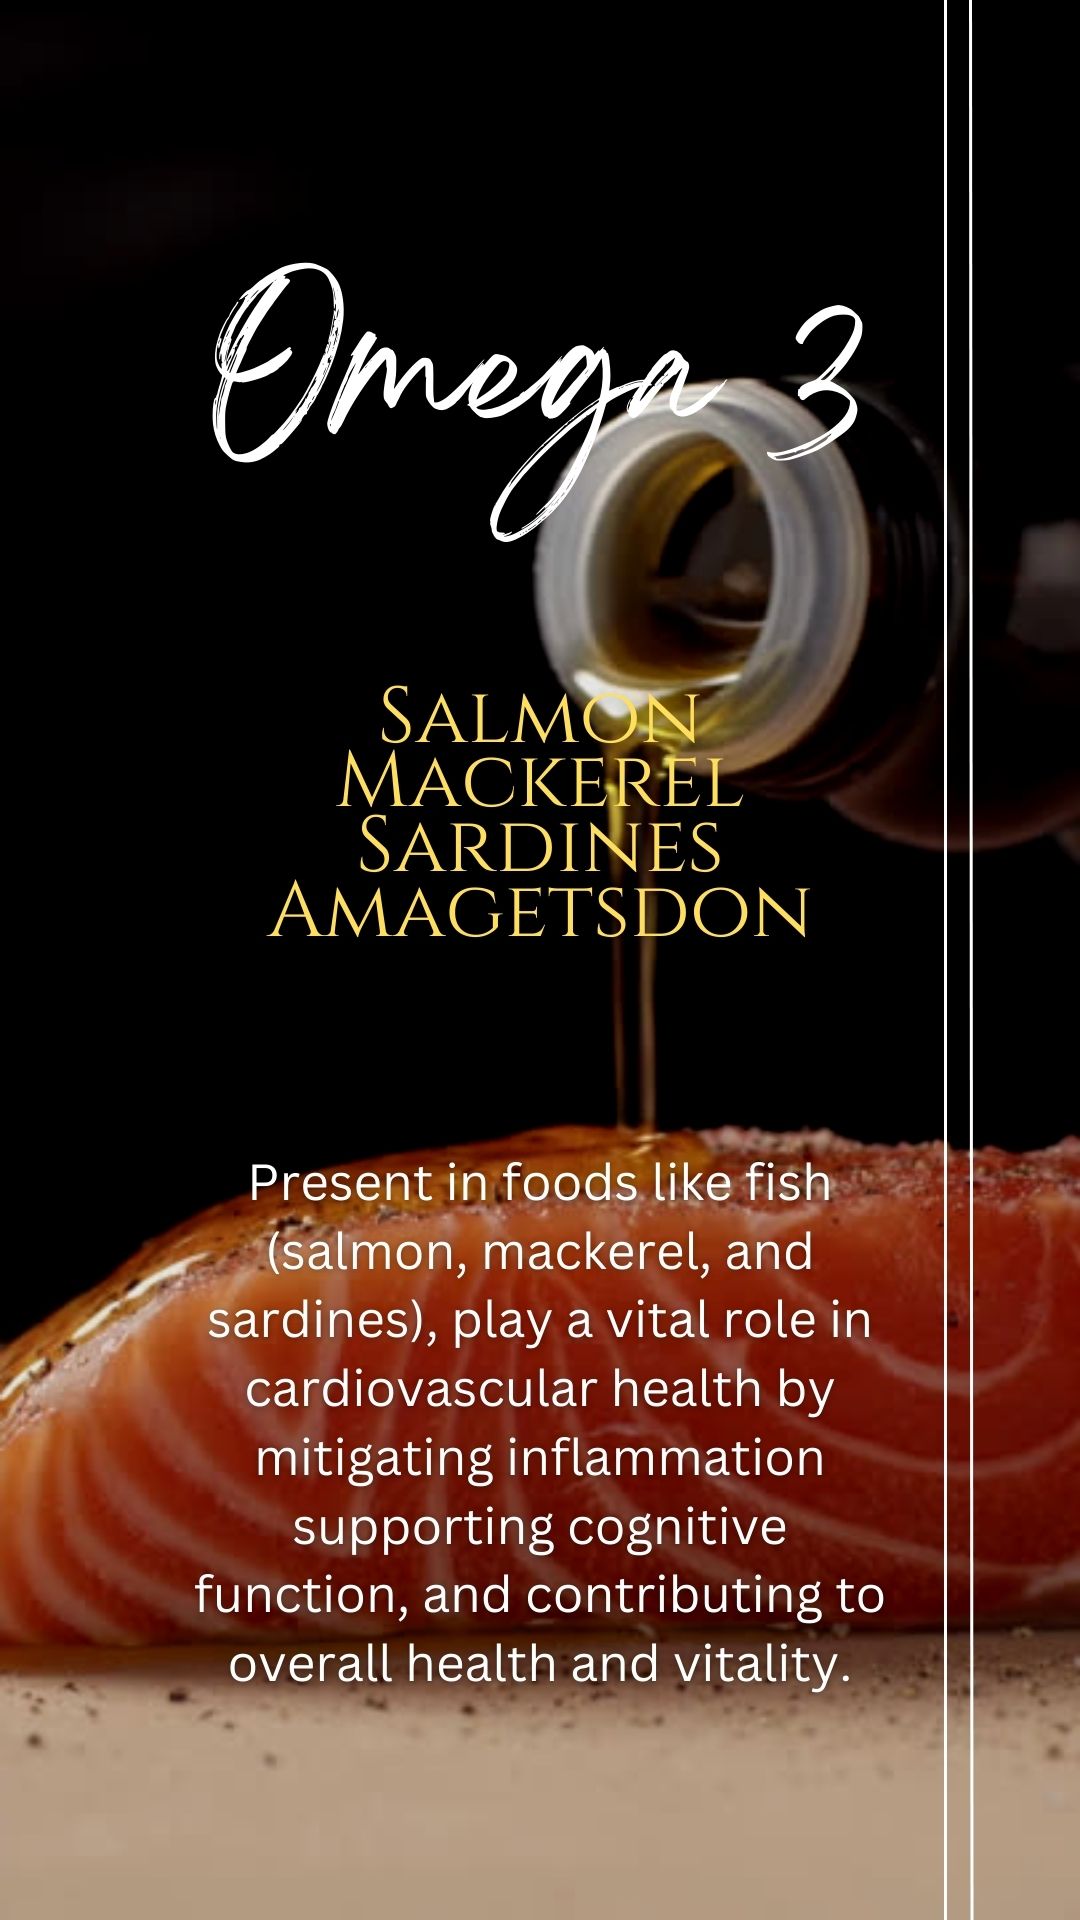 Omega 3
Salmon
Mackerel
Sardines
Amagetsdon
Present in foods like fish
(salmon, mackerel, and
sardines), play a vital role in
cardiovascular health by
mitigating inflammation
supporting cognitive
function, and contributing to
overall health and vitality.